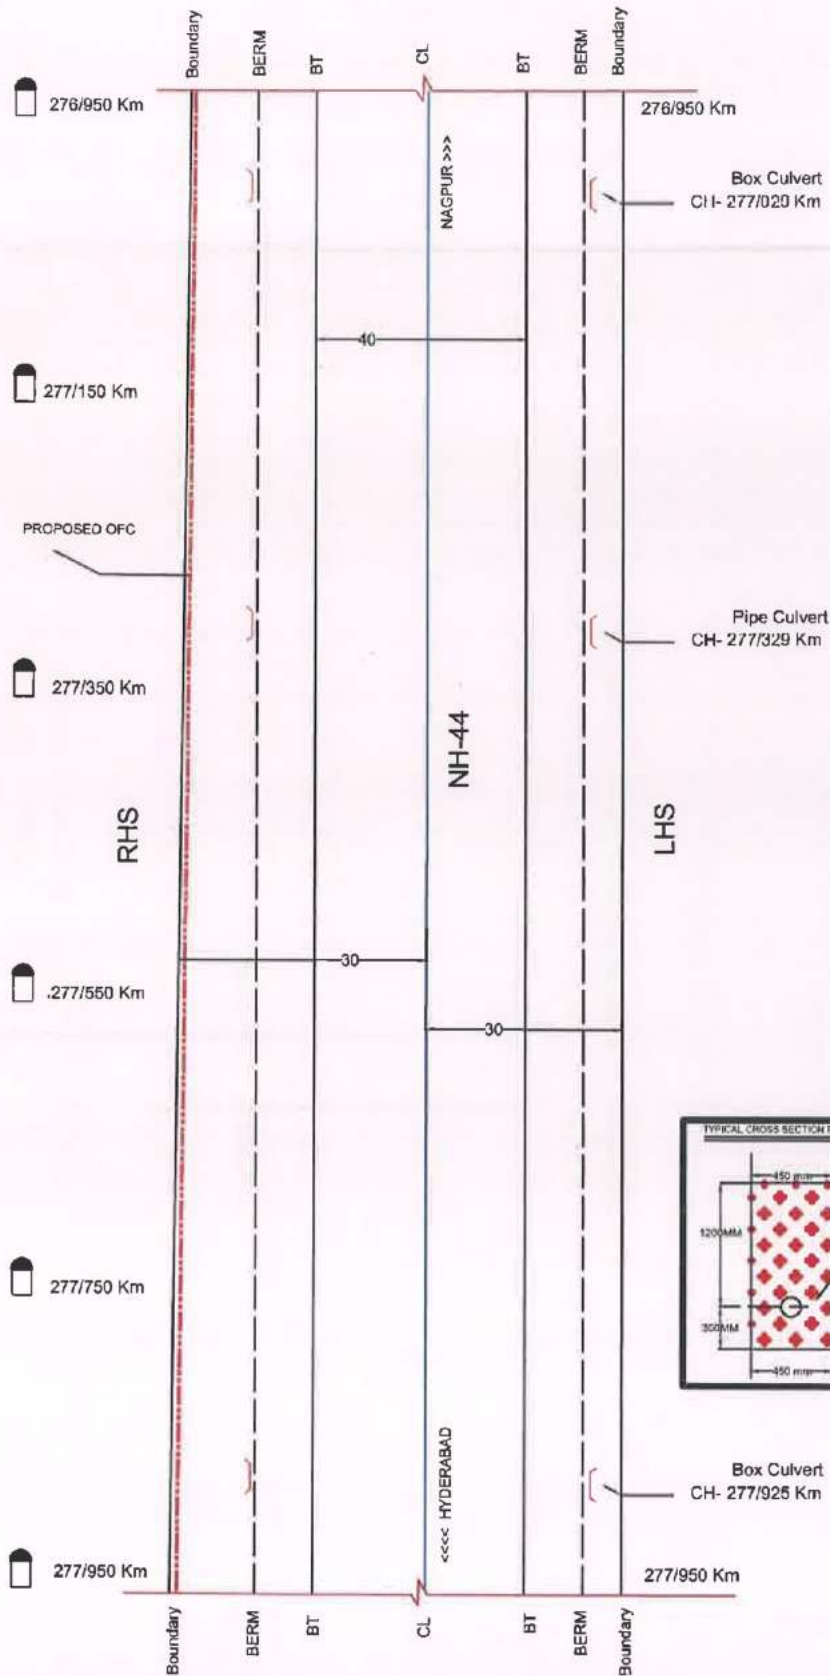 Boundary
BERM
BT
CL
BT
BERM
Boundary
276/950 Km
276/950 Km
NAGPUR >>>
Box Culvert
CH- 277/020 Km
40
277/150 Km
PROPOSED OFC
Pipe Culvert
CH- 277/329 Km
277/350 Km
NH-44
RHS
LHS
30
.277/550 Km
30
TYPICAL CROSS SECTION
450 mm
1200MM
300MM
450 mm
277/750 Km
<<<< HYDERABAD
Box Culvert
CH- 277/925 Km
277/950 Km
277/950 Km
Boundary
BERM
BT
CL
BT
BERM
Boundary